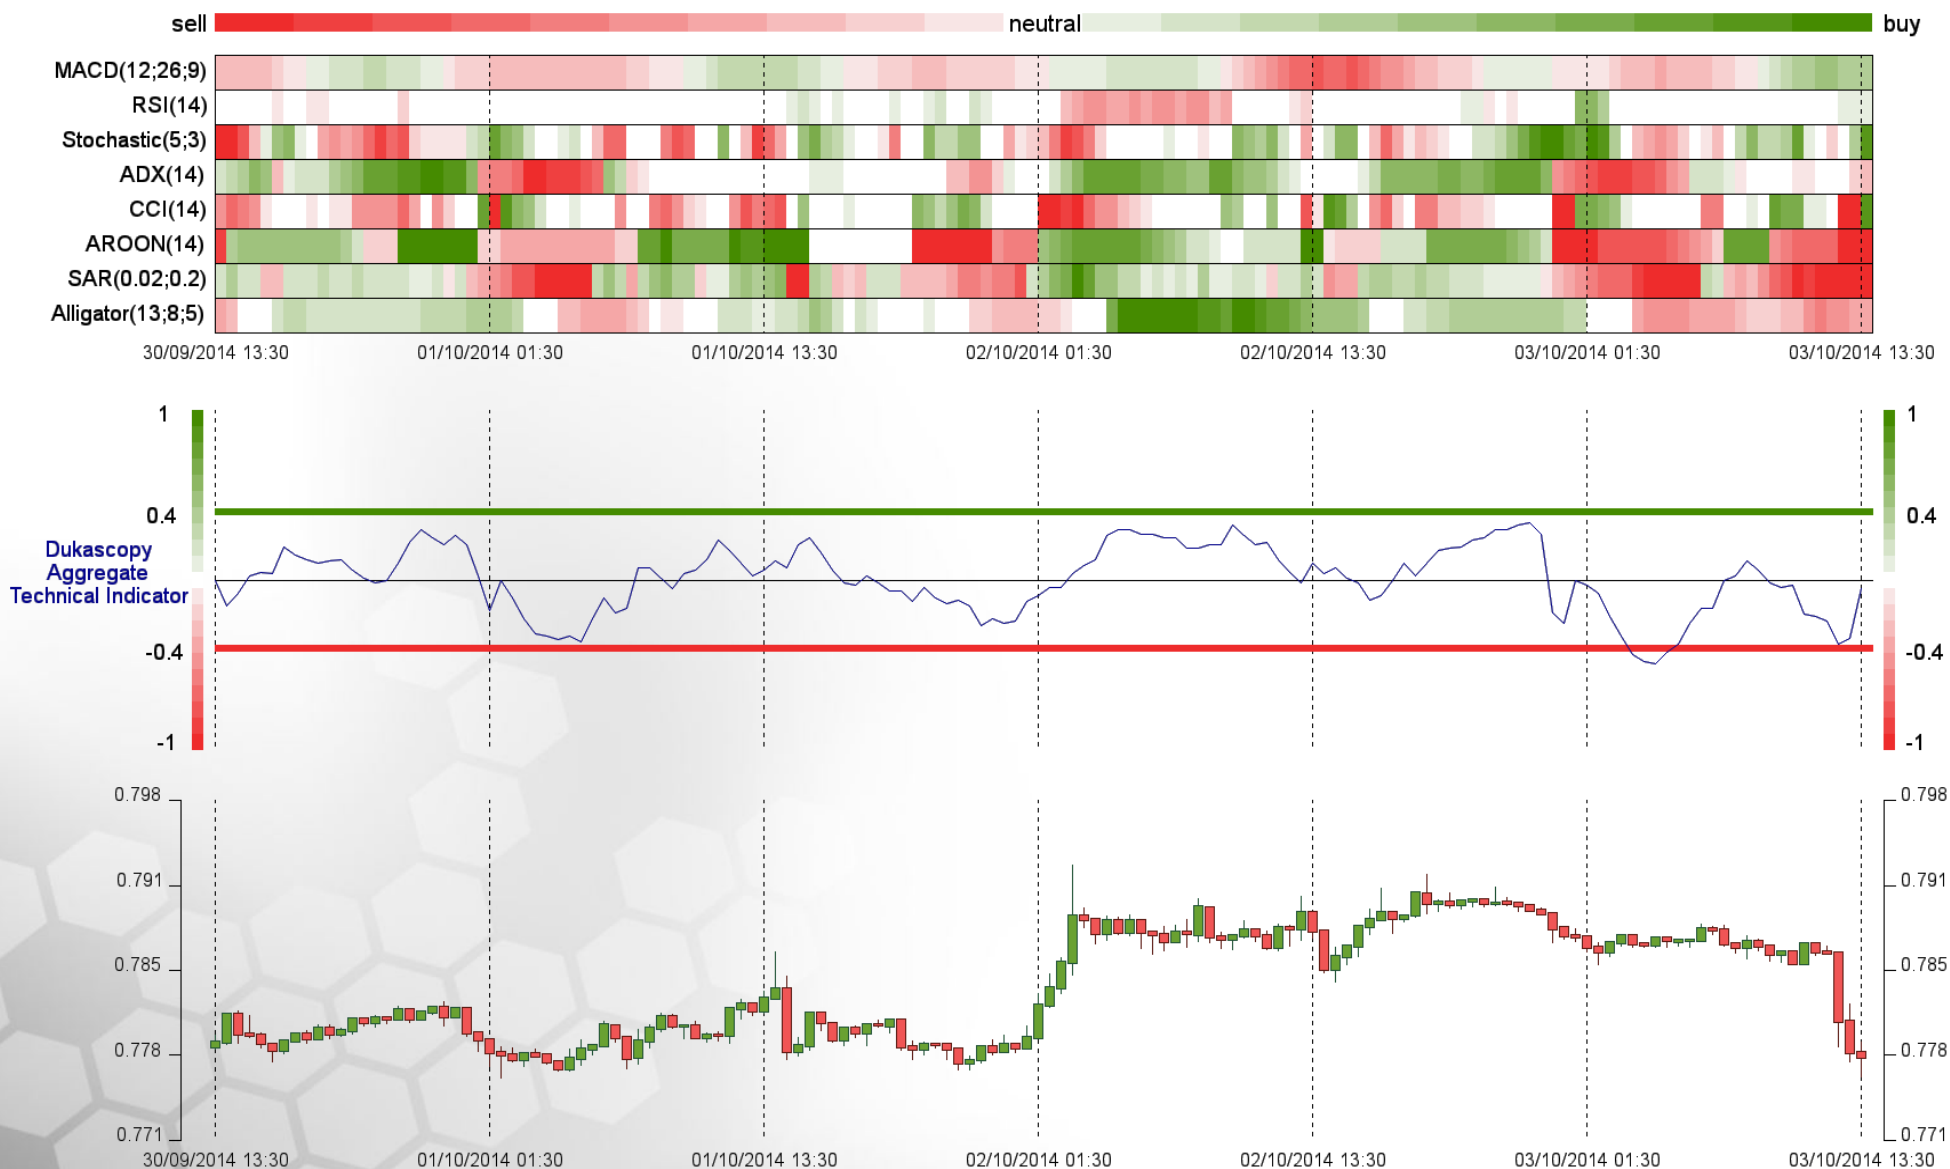 sell neutral buy
MACD(12;26;9)
RSI(14)
Stochastic(5;3)
ADX(14)
CCI(14)
AROON(14)
SAR(0.02;0.2)
Alligator(13;8;5)
30/09/2014 13:30 01/10/2014 01:30 01/10/2014 13:30 02/10/2014 01:30 02/10/2014 13:30 03/10/2014 01:30 03/10/2014 13:30
1 1
0.4 0.4
Dukascopy
Aggregate
Technical Indicator
-0.4 -0.4
-1 -1
0.798 0.798
0.791 0.791
0.785 0.785
0.778 0.778
0.771 0.771
30/09/2014 13:30 01/10/2014 01:30 01/10/2014 13:30 02/10/2014 01:30 02/10/2014 13:30 03/10/2014 01:30 03/10/2014 13:30